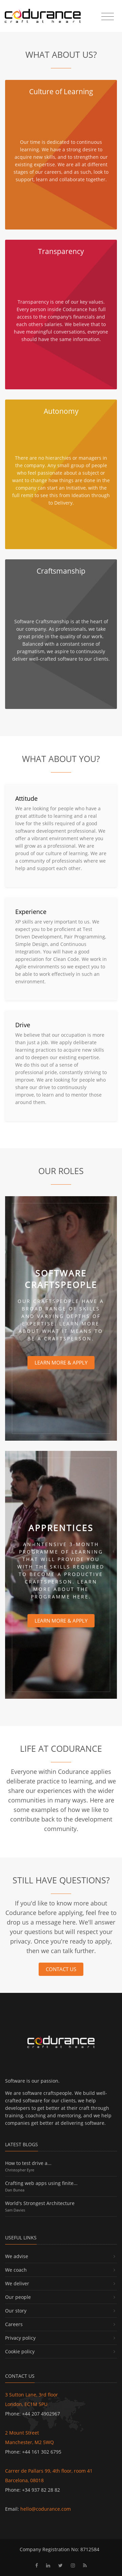 codurance
craft at heart
WHAT ABOUT US?
Culture of Learning
Our time is dedicated to continuous
learning. We have a strong desire to
acquire new skills, and to strengthen our
existing expertise. We are all at different
stages of our careers, and as such, look to
support, learn and collaborate together.
Transparency
Transparency is one of our key values.
Every person inside Codurance has full
access to the company's financials and
each others salaries. We believe that to
have meaningful conversations, everyone
should have the same information.
Autonomy
There are no hierarchies or managers in
the company. Any small group of people
who feel passionate about a subject or
want to change how things are done in the
company can start an initiative, with the
full remit to see this from Ideation through
to Delivery.
Craftsmanship
Software Craftsmanship is at the heart of
our company. As professionals, we take
great pride in the quality of our work.
Balanced with a constant sense of
pragmatism, we aspire to continuously
deliver well-crafted software to our clients.
WHAT ABOUT YOU?
Attitude
We are looking for people who have a
great attitude to learning and a real
love for the skills required of a good
software development professional. We
offer a vibrant environment where you
will grow as a professional. We are
proud of our culture of being. We are a
a community of professionals where we
help and support each other.
Experience
XP skills are very important to us. We
expect you to be proficient at Test
Driven Development, Pair Programming,
Simple Design, and Continuous
Integration. You will have a good
appreciation for Clean Code. We work in
Agile environments so we expect you to
be able to work effectively in such an
environment.
Drive
We believe that our occupation is more
than just a job. We apply deliberate
learning practices to acquire new skills
and to deepen our existing expertise.
We do this out of a sense of
professional pride, constantly striving to
improve. We are looking for people who
share our drive to continuously
improve, to learn and to mentor those
around them.
OUR ROLES
SOFTWARE
CRAFTSPEOPLE
OUR CRAFTSPEOPLE HAVE A
BROAD RANGE OF SKILLS
AND VARYING DEPTHS OF
EXPERTISE. LEARN MORE
ABOUT WHAT IT MEANS TO
BE A CRAFTSPERSON.
LEARN MORE & APPLY
APPRENTICES
AN INTENSIVE 3-MONTH
PROGRAMME OF LEARNING
THAT WILL PROVIDE YOU
WITH THE SKILLS REQUIRED
TO BECOME A PRODUCTIVE
CRAFTSPERSON. LEARN
MORE ABOUT THE
PROGRAMME HERE.
LEARN MORE & APPLY
LIFE AT CODURANCE
Everyone within Codurance applies
deliberate practice to learning, and we
share our experiences with the wider
communities in many ways. Here are
some examples of how we like to
contribute back to the development
community.
STILL HAVE QUESTIONS?
If you'd like to know more about
Codurance before applying, feel free to
drop us a message here. We'll answer
your questions but will respect your
privacy. Once you're ready to apply,
then we can talk further.
CONTACT US
codurance
craft at heart
Software is our passion.
We are software craftspeople. We build well-
crafted software for our clients, we help
developers to get better at their craft through
training, coaching and mentoring, and we help
companies get better at delivering software.
LATEST BLOGS
How to test drive a...
Christopher Eyre
Crafting web apps using finite...
Dan Bunea
World's Strongest Architecture
Sam Davies
USEFUL LINKS
We advise
We coach
We deliver
Our people
Our story
Careers
Privacy policy
Cookie policy
CONTACT US
3 Sutton Lane, 3rd floor
London, EC1M 5PU
Phone: +44 207 4902967
2 Mount Street
Manchester, M2 5WQ
Phone: +44 161 302 6795
Carrer de Pallars 99, 4th floor, room 41
Barcelona, 08018
Phone: +34 937 82 28 82
Email: hello@codurance.com
Company Registration No: 8712584